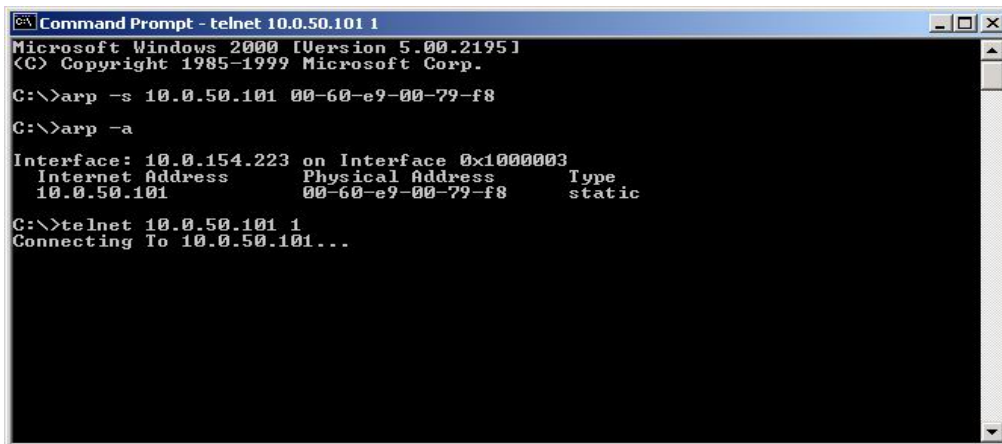 Command Prompt - telnet 10.0.50.101 1
Microsoft Windows 2000 [Version 5.00.2195]
(C) Copyright 1985-1999 Microsoft Corp.
C:\>arp -s 10.0.50.101 00-60-e9-00-79-f8
C:\>arp -a
Interface: 10.0.154.223 on Interface 0x1000003
Internet Address Physical Address Type
10.0.50.101 00-60-e9-00-79-f8 static
C:\>telnet 10.0.50.101 1
Connecting To 10.0.50.101...